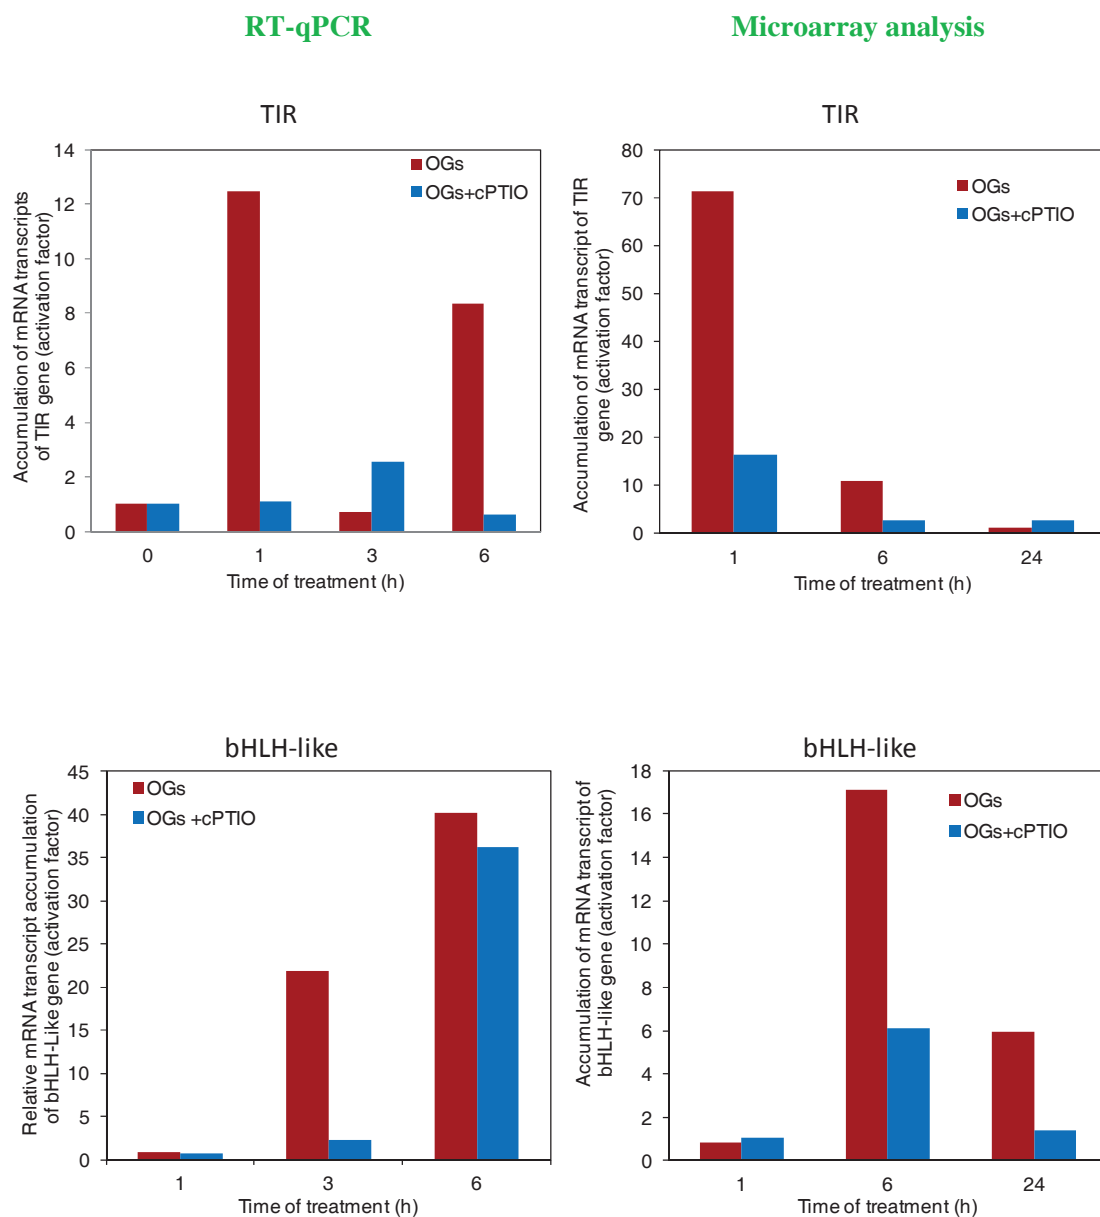 RT-qPCR
Microarray analysis
TIR
Accumulation of mRNA transcripts
of TIR gene (activation factor)
14
12
10
8
6
4
2
0
OGs
OGs+cPTIO
0 1 3 6
Time of treatment (h)
TIR
Accumulation of mRNA transcript of TIR
gene (activation factor)
80
70
60
50
40
30
20
10
0
OGs
OGs+cPTIO
1 6 24
Time of treatment (h)
bHLH-like
Relative mRNA transcript accumulation
of bHLH-Like gene (activation factor)
45
40
35
30
25
20
15
10
5
0
OGs
OGs +cPTIO
1 3 6
Time of treatment (h)
bHLH-like
Accumulation of mRNA transcript of
bHLH-like gene (activation factor)
18
16
14
12
10
8
6
4
2
0
OGs
OGs+cPTIO
1 6 24
Time of treatment (h)